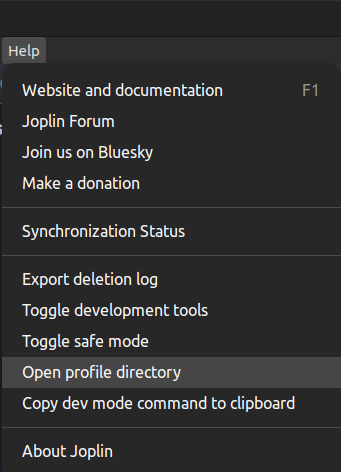 Help
Website and documentation F1
Joplin Forum
Join us on Bluesky
Make a donation
Synchronization Status
Export deletion log
Toggle development tools
Toggle safe mode
Open profile directory
Copy dev mode command to clipboard
About Joplin